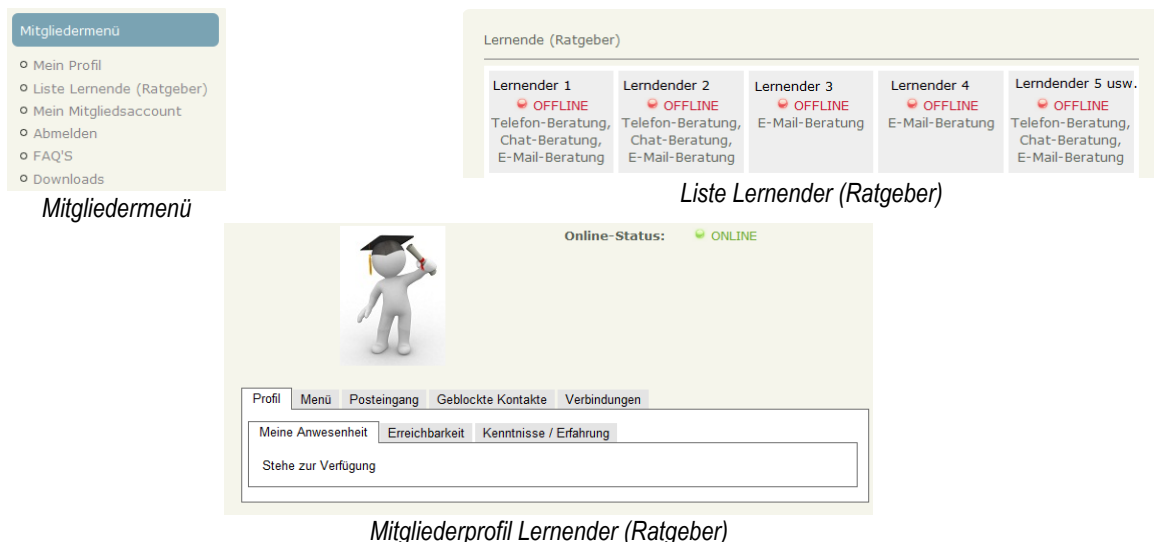 Mitgliedermenü
Mein Profil
Liste Lernende (Ratgeber)
Mein Mitgliedsaccount
Abmelden
FAQ'S
Downloads
Mitgliedermenü
Lernende (Ratgeber)
Lernender 1
OFFLINE
Telefon-Beratung,
Chat-Beratung,
E-Mail-Beratung
Lerndender 2
OFFLINE
Telefon-Beratung,
Chat-Beratung,
E-Mail-Beratung
Lernender 3
OFFLINE
E-Mail-Beratung
Lernender 4
OFFLINE
E-Mail-Beratung
Lerndender 5 usw.
OFFLINE
Telefon-Beratung,
Chat-Beratung,
E-Mail-Beratung
Liste Lernender (Ratgeber)
Online-Status: ONLINE
Profil Menü Posteingang Geblockte Kontakte Verbindungen
Meine Anwesenheit Erreichbarkeit Kenntnisse / Erfahrung
Stehe zur Verfügung
Mitgliederprofil Lernender (Ratgeber)